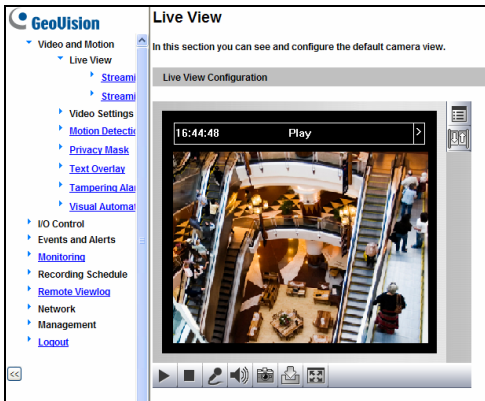 GeoVision
Video and Motion
Live View
Streami
Streami
Video Settings
Motion Detectio
Privacy Mask
Text Overlay
Tampering Alar
Visual Automat
I/O Control
Events and Alerts
Monitoring
Recording Schedule
Remote Viewlog
Network
Management
Logout
<<
Live View
In this section you can see and configure the default camera view.
Live View Configuration
16:44:48 Play >